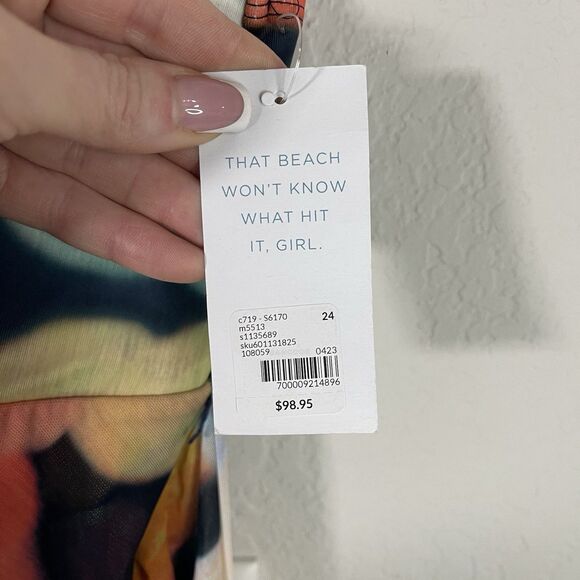 THAT BEACH
WON'T KNOW
WHAT HIT
IT, GIRL.
c719 - S6170 24
m5513
s1135689
sku601131825
108059 0423
700009214896
$98.95